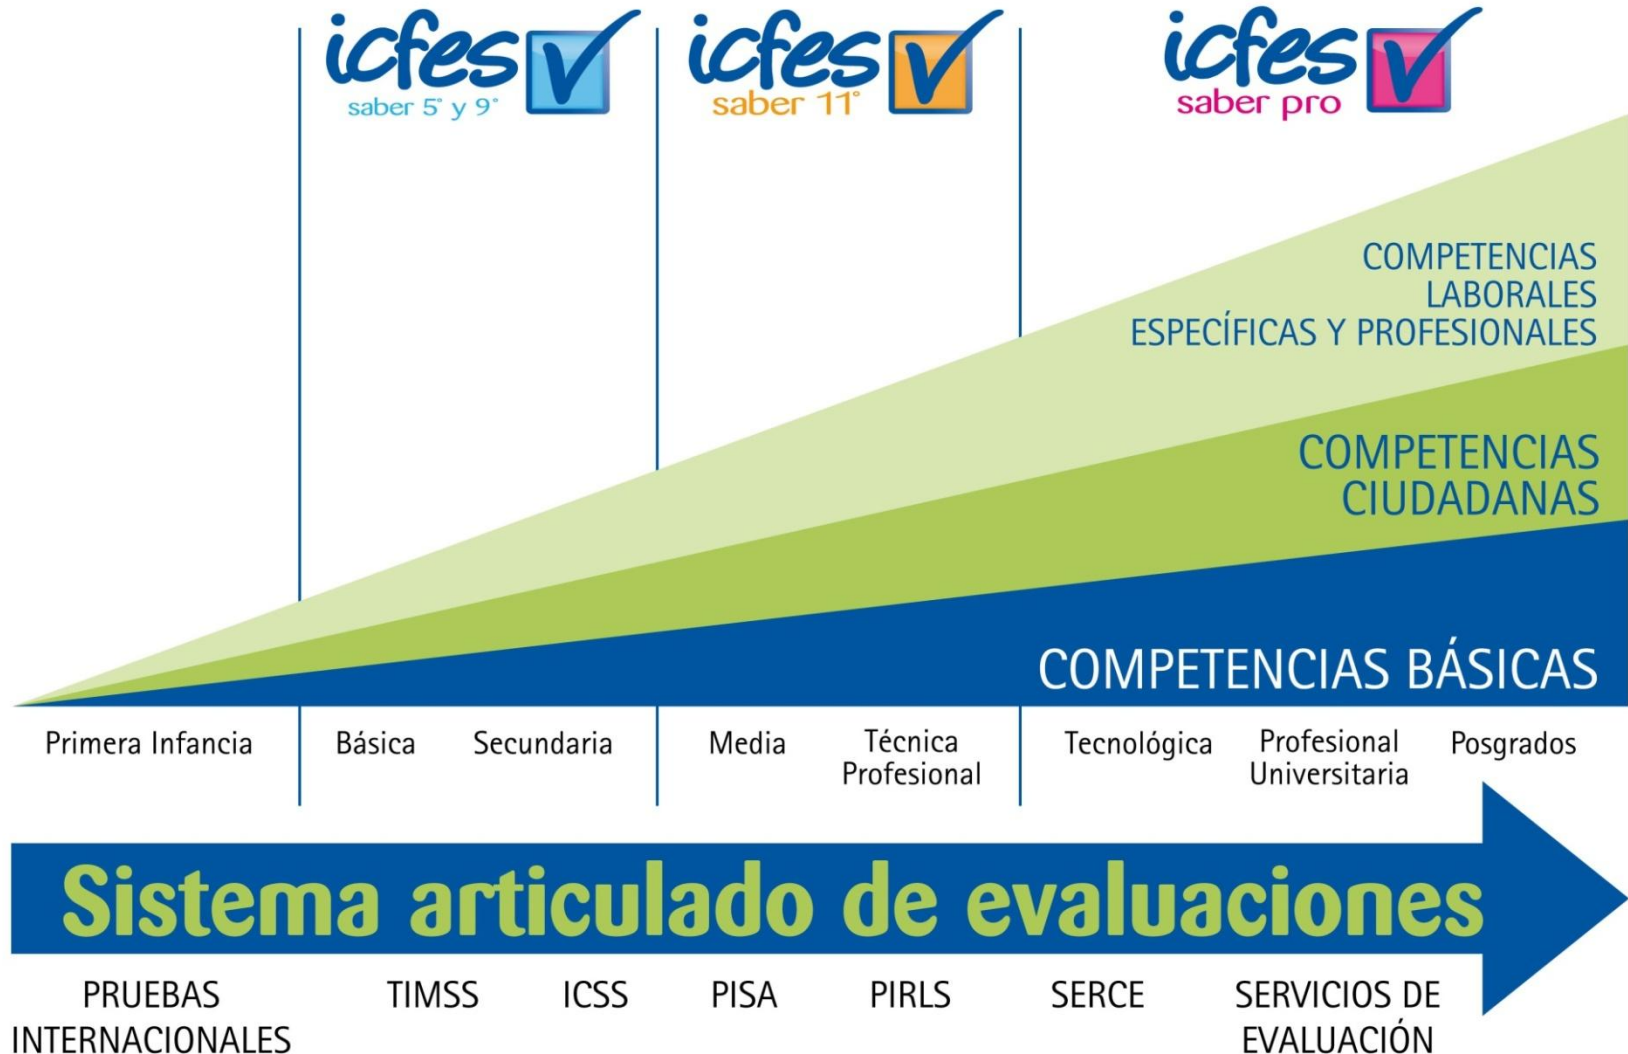 icfes
saber 5° y 9°
icfes
saber 11°
icfes
saber pro
COMPETENCIAS
LABORALES
ESPECÍFICAS Y PROFESIONALES
COMPETENCIAS
CIUDADANAS
COMPETENCIAS BÁSICAS
Primera Infancia
Básica
Secundaria
Media
Técnica
Profesional
Tecnológica
Profesional
Universitaria
Posgrados
Sistema articulado de evaluaciones
PRUEBAS
INTERNACIONALES
TIMSS
ICSS
PISA
PIRLS
SERCE
SERVICIOS DE
EVALUACIÓN